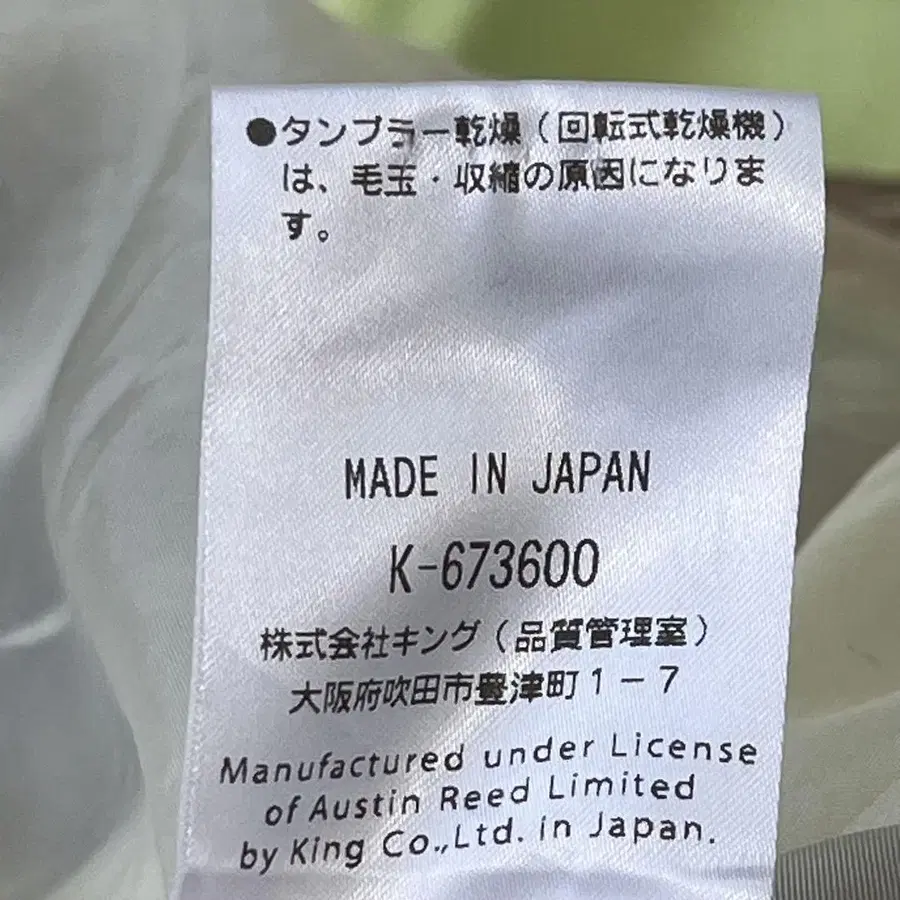 ●タンブラー乾燥（回転式乾燥機）
は、毛玉・収縮の原因になりま
す。
MADE IN JAPAN
K-673600
株式会社キング（品質管理室）
大阪府吹田市豊津町１－７
Manufactured under License
of Austin Reed Limited
by King Co.,Ltd. in Japan.